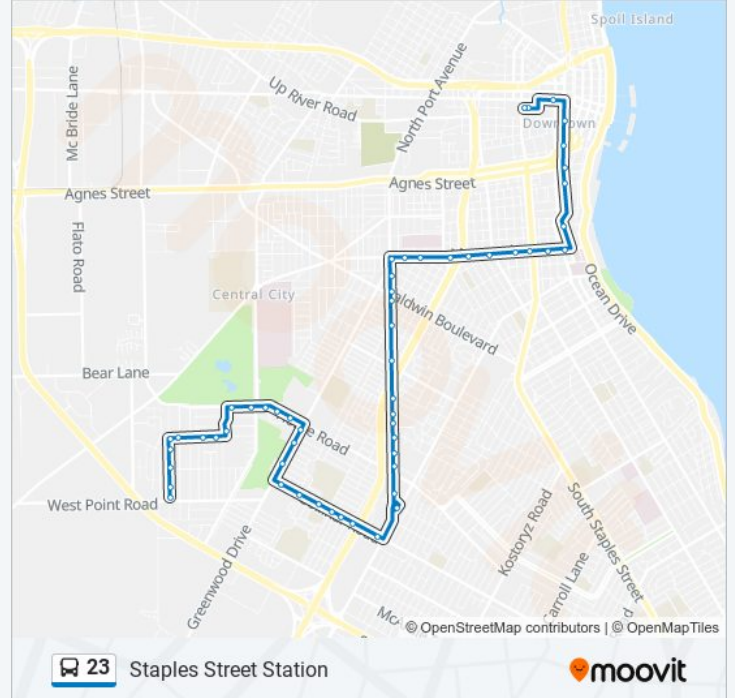 Spoil Island
Mc Bride Lane
Up River Road
North Port Avenue
Downtown
Agnes Street
Agnes Street
Flato Road
Central City
Ocean Drive
Baldwin Boulevard
Bear Lane
West Point Road
Kostoryz Road
South Staples Street
Greenwood Drive
© OpenStreetMap contributors | © OpenMapTiles
23 Staples Street Station
moovit